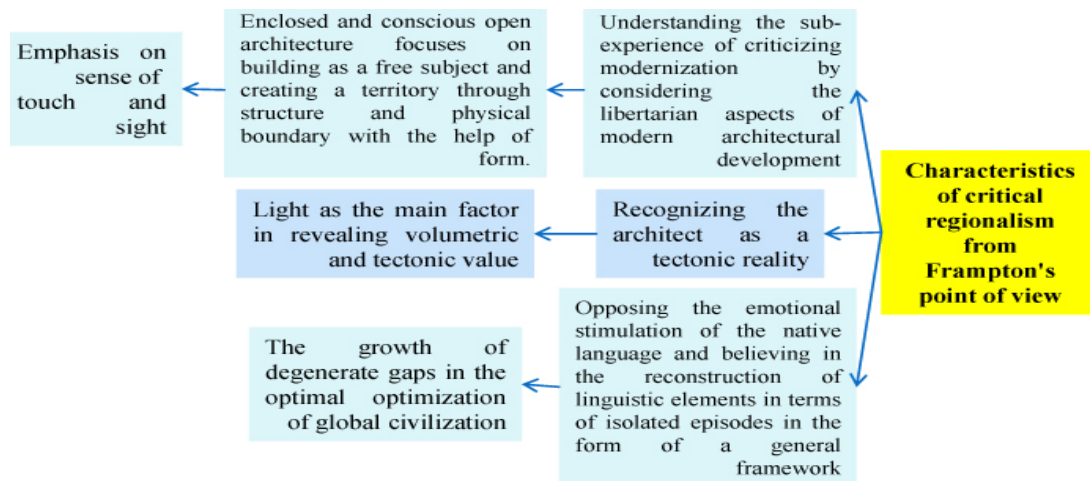 Emphasis on
sense of
touch and
sight
Enclosed and conscious open
architecture focuses on
building as a free subject and
creating a territory through
structure and physical
boundary with the help of
form.
Understanding the sub-
experience of criticizing
modernization by
considering the
libertarian aspects of
modern architectural
development
Characteristics
of critical
regionalism
from
Frampton's
point of view
Light as the main factor
in revealing volumetric
and tectonic value
Recognizing the
architect as a
tectonic reality
The growth of
degenerate gaps in the
optimal optimization
of global civilization
Opposing the emotional
stimulation of the native
language and believing in
the reconstruction of
linguistic elements in terms
of isolated episodes in the
form of a general
framework